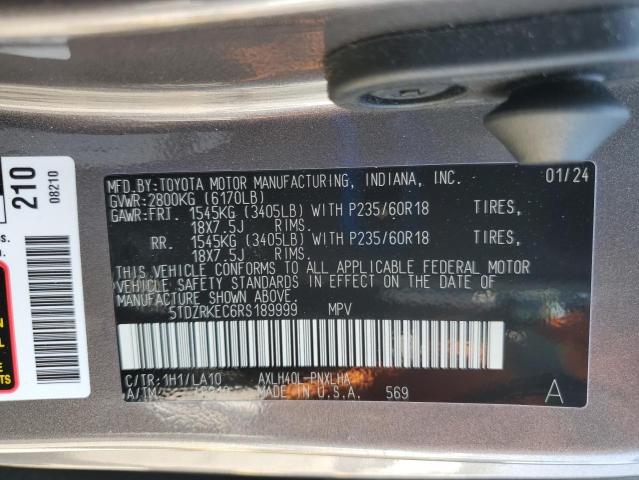 MFD.BY:TOYOTA MOTOR MANUFACTURING, INDIANA, INC. 01/24
GVWR:2800KG (6170LB)
GAWR:FRT. 1545KG (3405LB) WITH P235/60R18 TIRES,
18X7.5J RIMS.
RR. 1545KG (3405LB) WITH P235/60R18 TIRES,
18X7.5J RIMS.
THIS VEHICLE CONFORMS TO ALL APPLICABLE FEDERAL MOTOR
VEHICLE SAFETY STANDARDS IN EFFECT ON THE DATE OF
MANUFACTURE SHOWN ABOVE.
5TDZRKEC6RS189999 MPV
C/TR:1H1/LA10 AXLH40L-PNXLHA
A/TM: MADE IN U.S.A. 569
A
210
08210